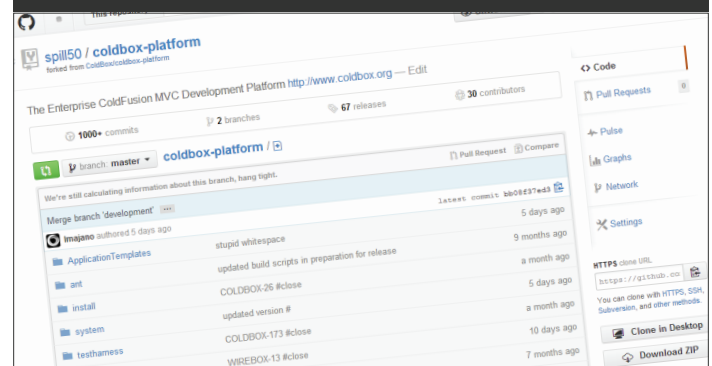 This repository
spill50 / coldbox-platform
forked from ColdBox/coldbox-platform
The Enterprise ColdFusion MVC Development Platform http://www.coldbox.org — Edit
1000+ commits
2 branches
67 releases
30 contributors
branch: master
coldbox-platform /
Pull Request
Compare
We're still calculating information about this branch, hang tight.
Merge branch 'development' ...
lmajano authored 5 days ago
latest commit bb08f37ed3
ApplicationTemplates
stupid whitespace
5 days ago
ant
updated build scripts in preparation for release
9 months ago
install
COLDBOX-26 #close
a month ago
system
updated version #
5 days ago
testharness
COLDBOX-173 #close
a month ago
WIREBOX-13 #close
10 days ago
7 months ago
Code
Pull Requests
0
Pulse
Graphs
Network
Settings
HTTPS clone URL
https://github.co
You can clone with HTTPS, SSH,
Subversion, and other methods.
Clone in Desktop
Download ZIP